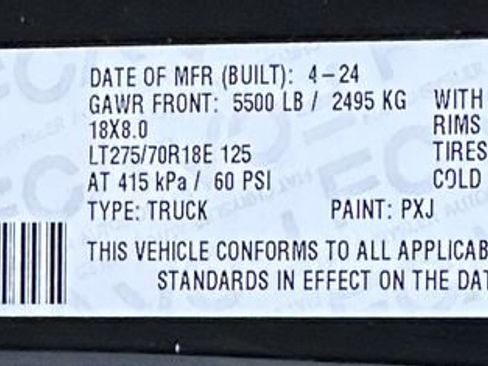 DATE OF MFR (BUILT): 4-24
GAWR FRONT: 5500 LB / 2495 KG WITH
18X8.0 RIMS
LT275/70R18E 125 TIRES
AT 415 kPa / 60 PSI COLD
TYPE: TRUCK PAINT: PXJ
THIS VEHICLE CONFORMS TO ALL APPLICAB
STANDARDS IN EFFECT ON THE DAT